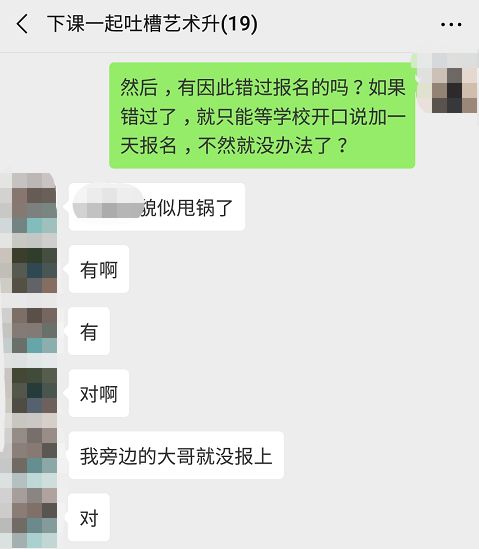 下课一起吐槽艺术升(19)
然后，有因此错过报名的吗？如果
错过了，就只能等学校开口说加一
天报名，不然就没办法了？
貌似甩锅了
有啊
有
对啊
我旁边的大哥就没报上
对